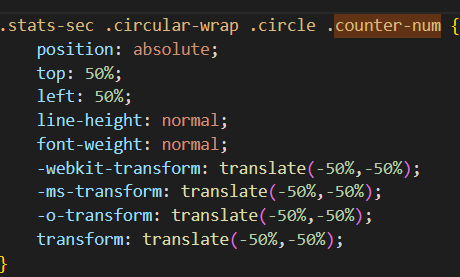 .stats-sec .circular-wrap .circle .counter-num {
position: absolute;
top: 50%;
left: 50%;
line-height: normal;
font-weight: normal;
-webkit-transform: translate(-50%,-50%);
-ms-transform: translate(-50%,-50%);
-o-transform: translate(-50%,-50%);
transform: translate(-50%,-50%);
}